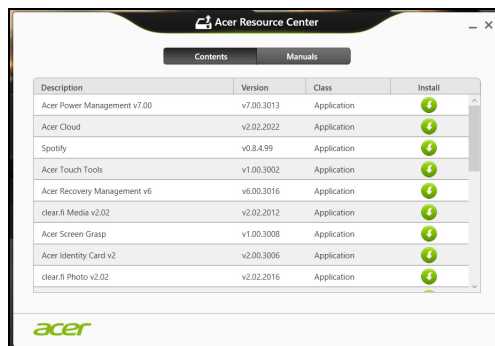 Acer Resource Center
Contents Manuals
Description Version Class Install
Acer Power Management v7.00 v7.00.3013 Application
Acer Cloud v2.02.2022 Application
Spotify v0.8.4.99 Application
Acer Touch Tools v1.00.3002 Application
Acer Recovery Management v6 v6.00.3016 Application
clear.fi Media v2.02 v2.02.2012 Application
Acer Screen Grasp v1.00.3008 Application
Acer Identity Card v2 v2.00.3006 Application
clear.fi Photo v2.02 v2.02.2016 Application
acer